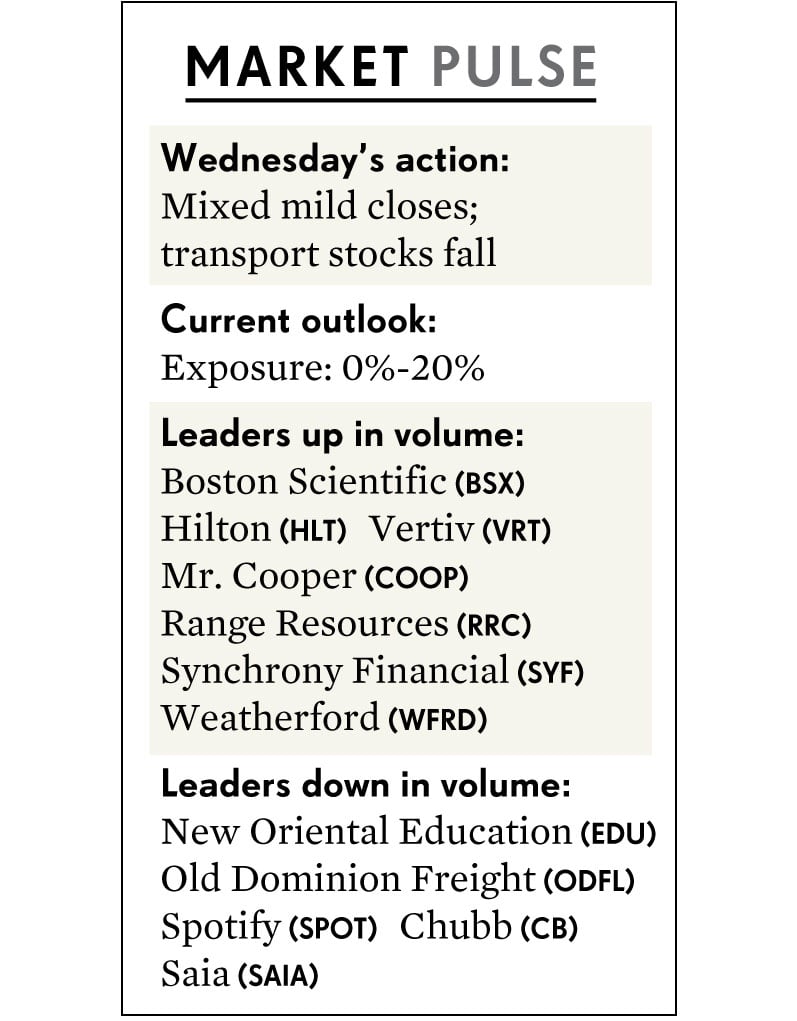 MARKET PULSE
Wednesday’s action:
Mixed mild closes;
transport stocks fall
Current outlook:
Exposure: 0%-20%
Leaders up in volume:
Boston Scientific (BSX)
Hilton (HLT) Vertiv (VRT)
Mr. Cooper (COOP)
Range Resources (RRC)
Synchrony Financial (SYF)
Weatherford (WFRD)
Leaders down in volume:
New Oriental Education (EDU)
Old Dominion Freight (ODFL)
Spotify (SPOT) Chubb (CB)
Saia (SAIA)